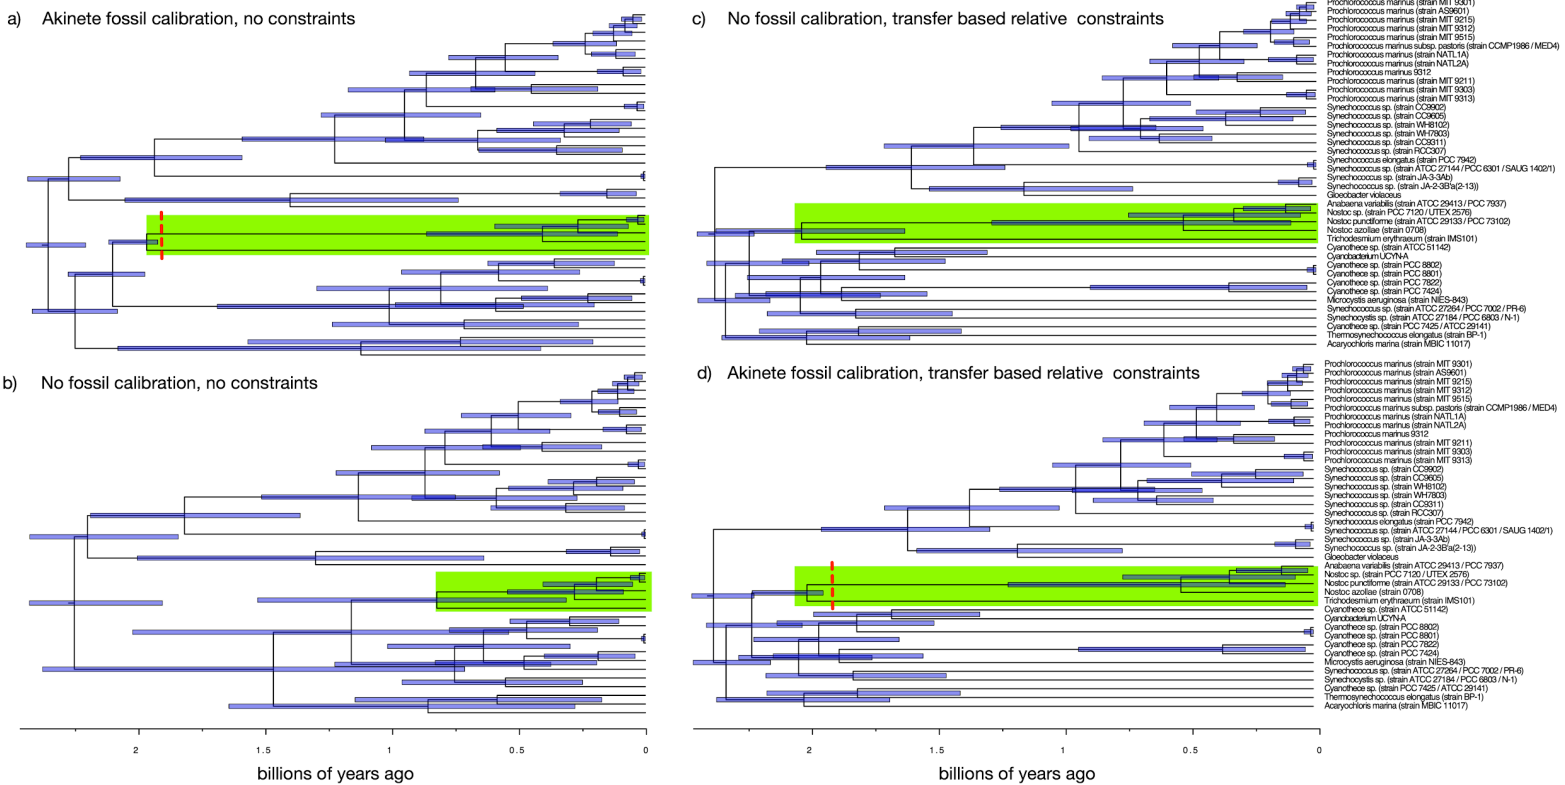 a) Akinete fossil calibration, no constraints
b) No fossil calibration, no constraints
2 1.5 1 0.5 0
billions of years ago
c) No fossil calibration, transfer based relative constraints
Prochlorococcus marinus (strain MIT 9301)
Prochlorococcus marinus (strain AS9601)
Prochlorococcus marinus (strain MIT 9215)
Prochlorococcus marinus (strain MIT 9312)
Prochlorococcus marinus (strain MIT 9515)
Prochlorococcus marinus subsp. pastoris (strain CCMP1986 / MED4)
Prochlorococcus marinus (strain NATL1A)
Prochlorococcus marinus (strain NATL2A)
Prochlorococcus marinus 9312
Prochlorococcus marinus (strain MIT 9211)
Prochlorococcus marinus (strain MIT 9303)
Prochlorococcus marinus (strain MIT 9313)
Synechococcus sp. (strain CC9902)
Synechococcus sp. (strain CC9605)
Synechococcus sp. (strain WH8102)
Synechococcus sp. (strain WH7803)
Synechococcus sp. (strain CC9311)
Synechococcus sp. (strain RCC307)
Synechococcus elongatus (strain PCC 7942)
Synechococcus sp. (strain ATCC 27144 / PCC 6301 / SAUG 1402/1)
Synechococcus sp. (strain JA-3-3Ab)
Synechococcus sp. (strain JA-2-3B'a(2-13))
Gloeobacter violaceus
Anabaena variabilis (strain ATCC 29413 / PCC 7937)
Nostoc sp. (strain PCC 7120 / UTEX 2576)
Nostoc punctiforme (strain ATCC 29133 / PCC 73102)
Nostoc azollae (strain 0708)
Trichodesmium erythraeum (strain IMS101)
Cyanothece sp. (strain ATCC 51142)
Cyanobacterium UCYN-A
Cyanothece sp. (strain PCC 8802)
Cyanothece sp. (strain PCC 8801)
Cyanothece sp. (strain PCC 7822)
Cyanothece sp. (strain PCC 7424)
Microcystis aeruginosa (strain NIES-843)
Synechococcus sp. (strain ATCC 27264 / PCC 7002 / PR-6)
Synechocystis sp. (strain ATCC 27184 / PCC 6803 / N-1)
Cyanothece sp. (strain PCC 7425 / ATCC 29141)
Thermosynechococcus elongatus (strain BP-1)
Acaryochloris marina (strain MBIC 11017)
d) Akinete fossil calibration, transfer based relative constraints
Prochlorococcus marinus (strain MIT 9301)
Prochlorococcus marinus (strain AS9601)
Prochlorococcus marinus (strain MIT 9215)
Prochlorococcus marinus (strain MIT 9312)
Prochlorococcus marinus (strain MIT 9515)
Prochlorococcus marinus subsp. pastoris (strain CCMP1986 / MED4)
Prochlorococcus marinus (strain NATL1A)
Prochlorococcus marinus (strain NATL2A)
Prochlorococcus marinus 9312
Prochlorococcus marinus (strain MIT 9211)
Prochlorococcus marinus (strain MIT 9303)
Prochlorococcus marinus (strain MIT 9313)
Synechococcus sp. (strain CC9902)
Synechococcus sp. (strain CC9605)
Synechococcus sp. (strain WH8102)
Synechococcus sp. (strain WH7803)
Synechococcus sp. (strain CC9311)
Synechococcus sp. (strain RCC307)
Synechococcus elongatus (strain PCC 7942)
Synechococcus sp. (strain ATCC 27144 / PCC 6301 / SAUG 1402/1)
Synechococcus sp. (strain JA-3-3Ab)
Synechococcus sp. (strain JA-2-3B'a(2-13))
Gloeobacter violaceus
Anabaena variabilis (strain ATCC 29413 / PCC 7937)
Nostoc sp. (strain PCC 7120 / UTEX 2576)
Nostoc punctiforme (strain ATCC 29133 / PCC 73102)
Nostoc azollae (strain 0708)
Trichodesmium erythraeum (strain IMS101)
Cyanothece sp. (strain ATCC 51142)
Cyanobacterium UCYN-A
Cyanothece sp. (strain PCC 8802)
Cyanothece sp. (strain PCC 8801)
Cyanothece sp. (strain PCC 7822)
Cyanothece sp. (strain PCC 7424)
Microcystis aeruginosa (strain NIES-843)
Synechococcus sp. (strain ATCC 27264 / PCC 7002 / PR-6)
Synechocystis sp. (strain ATCC 27184 / PCC 6803 / N-1)
Cyanothece sp. (strain PCC 7425 / ATCC 29141)
Thermosynechococcus elongatus (strain BP-1)
Acaryochloris marina (strain MBIC 11017)
2 1.5 1 0.5 0
billions of years ago